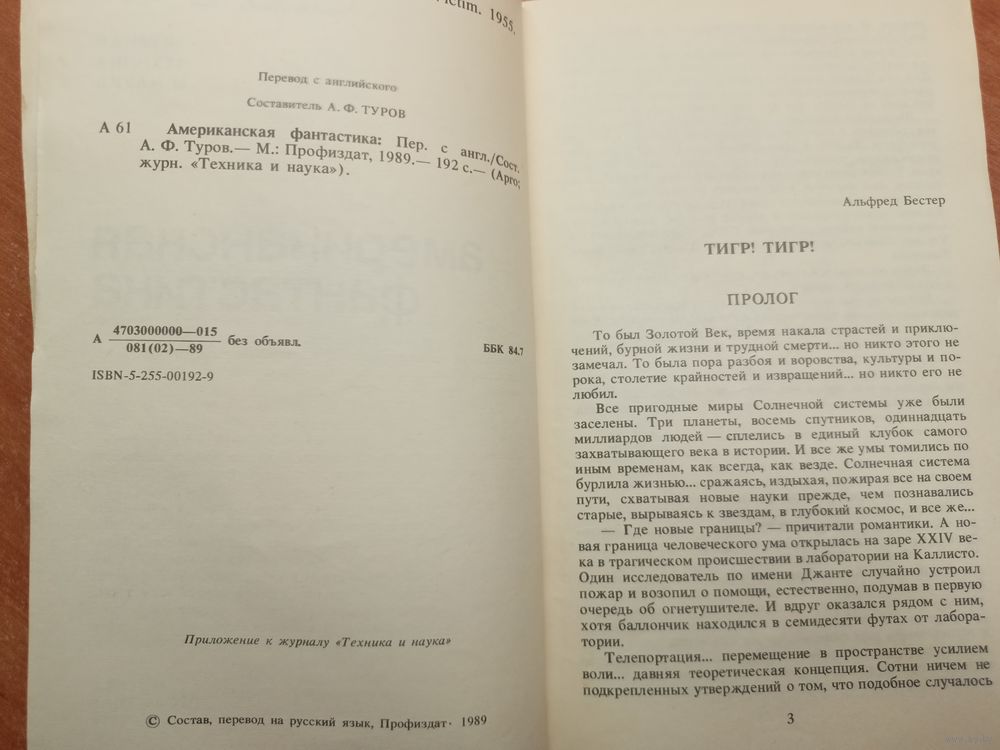 1955.
Перевод с английского
Составитель А. Ф. ТУРОВ
А 61 Американская фантастика: Пер. с англ./Сост.
А. Ф. Туров.— М.: Профиздат, 1989.— 192 с.— (Арго;
журн. «Техника и наука»).
А 4703000000—015 без объявл.
081(02)—89
ББК 84.7
ISBN-5-255-00192-9
Приложение к журналу «Техника и наука»
© Состав, перевод на русский язык, Профиздат· 1989
Альфред Бестер
ТИГР! ТИГР!
ПРОЛОГ
То был Золотой Век, время накала страстей и приклю-
чений, бурной жизни и трудной смерти... но никто этого не
замечал. То была пора разбоя и воровства, культуры и по-
рока, столетие крайностей и извращений... но никто его не
любил.
Все пригодные миры Солнечной системы уже были
заселены. Три планеты, восемь спутников, одиннадцать
миллиардов людей — сплелись в единый клубок самого
захватывающего века в истории. И все же умы томились по
иным временам, как всегда, как везде. Солнечная система
бурлила жизнью... сражаясь, издыхая, пожирая все на своем
пути, схватывая новые науки прежде, чем познавались
старые, вырываясь к звездам, в глубокий космос, и все же...
— Где новые границы? — причитали романтики. А но-
вая граница человеческого ума открылась на заре XXIV ве-
ка в трагическом происшествии в лаборатории на Каллисто.
Один исследователь по имени Джанте случайно устроил
пожар и возопил о помощи, естественно, подумав в первую
очередь об огнетушителе. И вдруг оказался рядом с ним,
хотя баллончик находился в семидесяти футах от лабора-
тории.
Телепортация... перемещение в пространстве усилием
воли... давняя теоретическая концепция. Сотни ничем не
подкрепленных утверждений о том, что подобное случалось
3